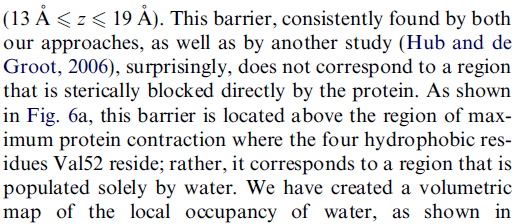 (13 Å ⩽ z ⩽ 19 Å). This barrier, consistently found by both
our approaches, as well as by another study (Hub and de
Groot, 2006), surprisingly, does not correspond to a region
that is sterically blocked directly by the protein. As shown
in Fig. 6a, this barrier is located above the region of max-
imum protein contraction where the four hydrophobic res-
idues Val52 reside; rather, it corresponds to a region that is
populated solely by water. We have created a volumetric
map of the local occupancy of water, as shown in